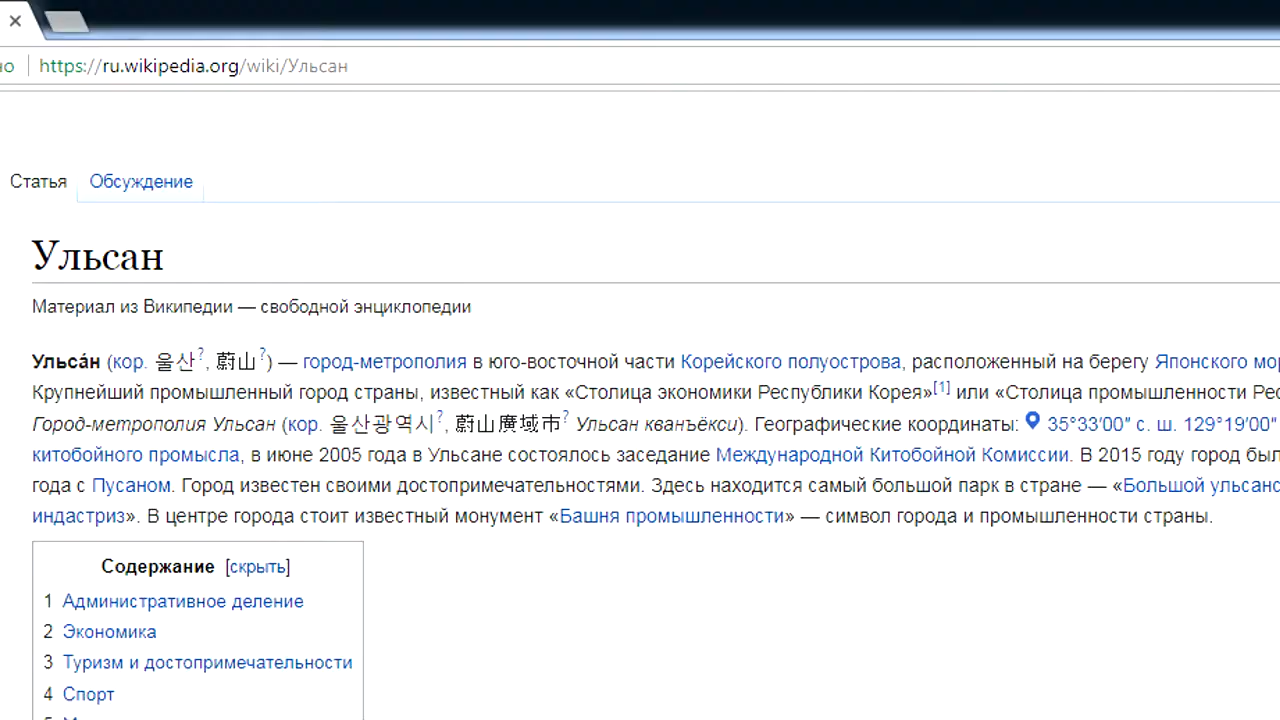 но https://ru.wikipedia.org/wiki/Ульсан
Статья Обсуждение
Ульсан
Материал из Википедии — свободной энциклопедии
Ульса́н (кор. 울산?, 蔚山?) — город-метрополия в юго-восточной части Корейского полуострова, расположенный на берегу Японского мор
Крупнейший промышленный город страны, известный как «Столица экономики Республики Корея»[1] или «Столица промышленности Рес
Город-метрополия Ульсан (кор. 울산광역시?, 蔚山廣域市? Ульсан кванъёкси). Географические координаты: 35°33′00″ с. ш. 129°19′00″
китобойного промысла, в июне 2005 года в Ульсане состоялось заседание Международной Китобойной Комиссии. В 2015 году город был
года с Пусаном. Город известен своими достопримечательностями. Здесь находится самый большой парк в стране — «Большой ульсанс
индастриз». В центре города стоит известный монумент «Башня промышленности» — символ города и промышленности страны.
Содержание [скрыть]
1 Административное деление
2 Экономика
3 Туризм и достопримечательности
4 Спорт